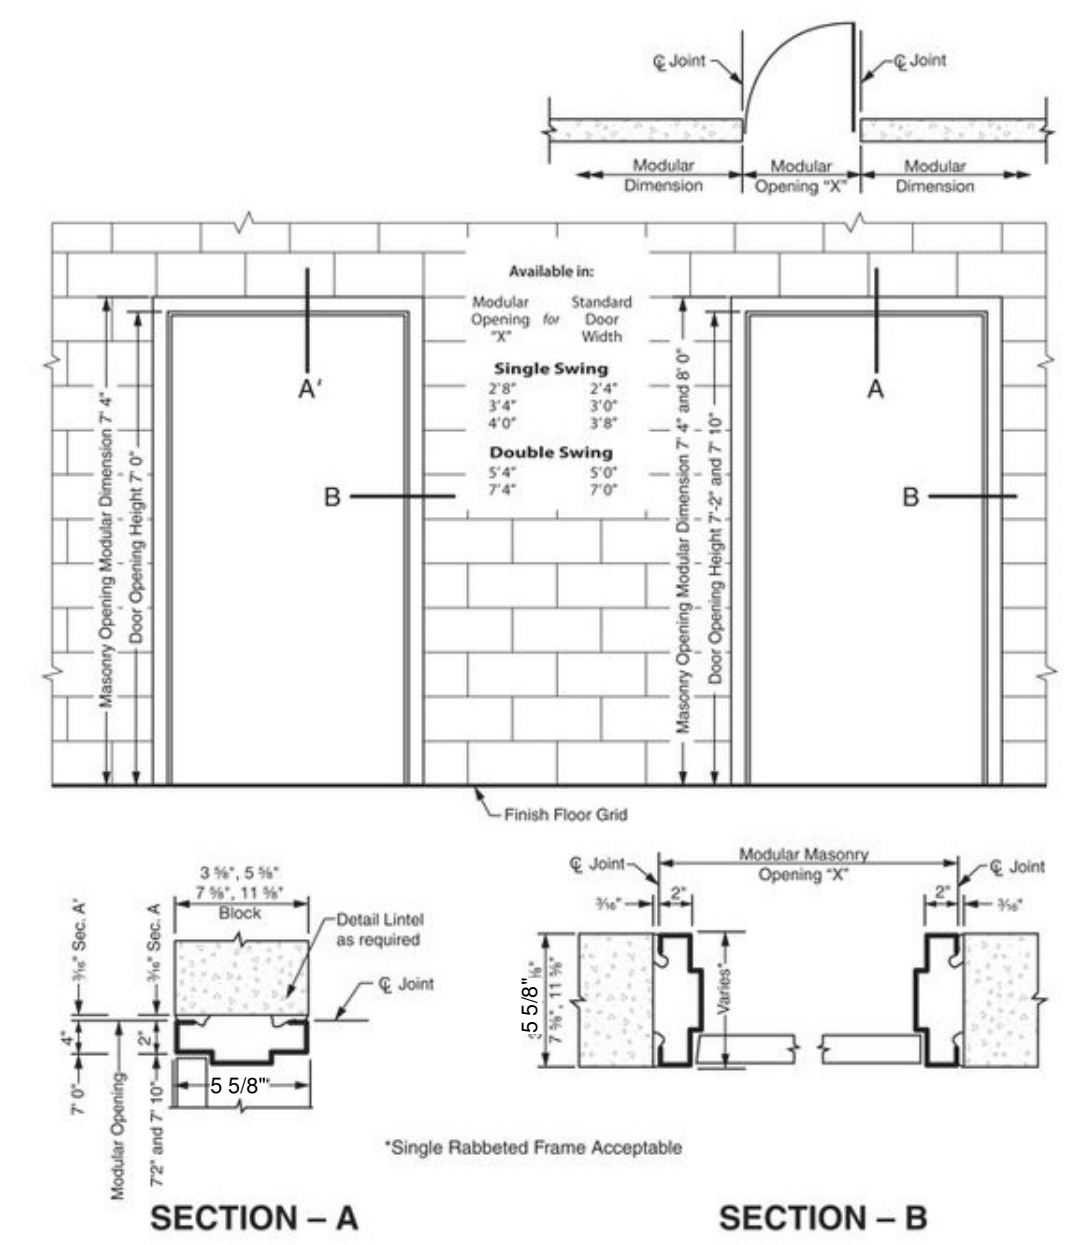 ℄ Joint
℄ Joint
Modular
Dimension
Modular
Opening “X”
Modular
Dimension
Available in:
Modular
Opening
“X”
for
Standard
Door
Width
Single Swing
2'8" 2'4"
3'4" 3'0"
4'0" 3'8"
Double Swing
5'4" 5'0"
7'4" 7'0"
A'
B
A
B
Masonry Opening Modular Dimension 7' 4"
Door Opening Height 7' 0"
Masonry Opening Modular Dimension 7' 4" and 8' 0"
Door Opening Height 7'-2" and 7' 10"
Finish Floor Grid
3 ⅝", 5 ⅝"
7 ⅝", 11 ⅝"
Block
Detail Lintel
as required
℄ Joint
3⁄16" Sec. A'
3⁄16" Sec. A
4"
2"
7' 0"
Modular Opening
7'2" and 7' 10"
5 5/8"
℄ Joint
Modular Masonry
Opening “X”
℄ Joint
3⁄16"
2"
2"
3⁄16"
5 5/8"
7 ⅝", 11 ⅝"
Varies*
*Single Rabbeted Frame Acceptable
SECTION – A
SECTION – B